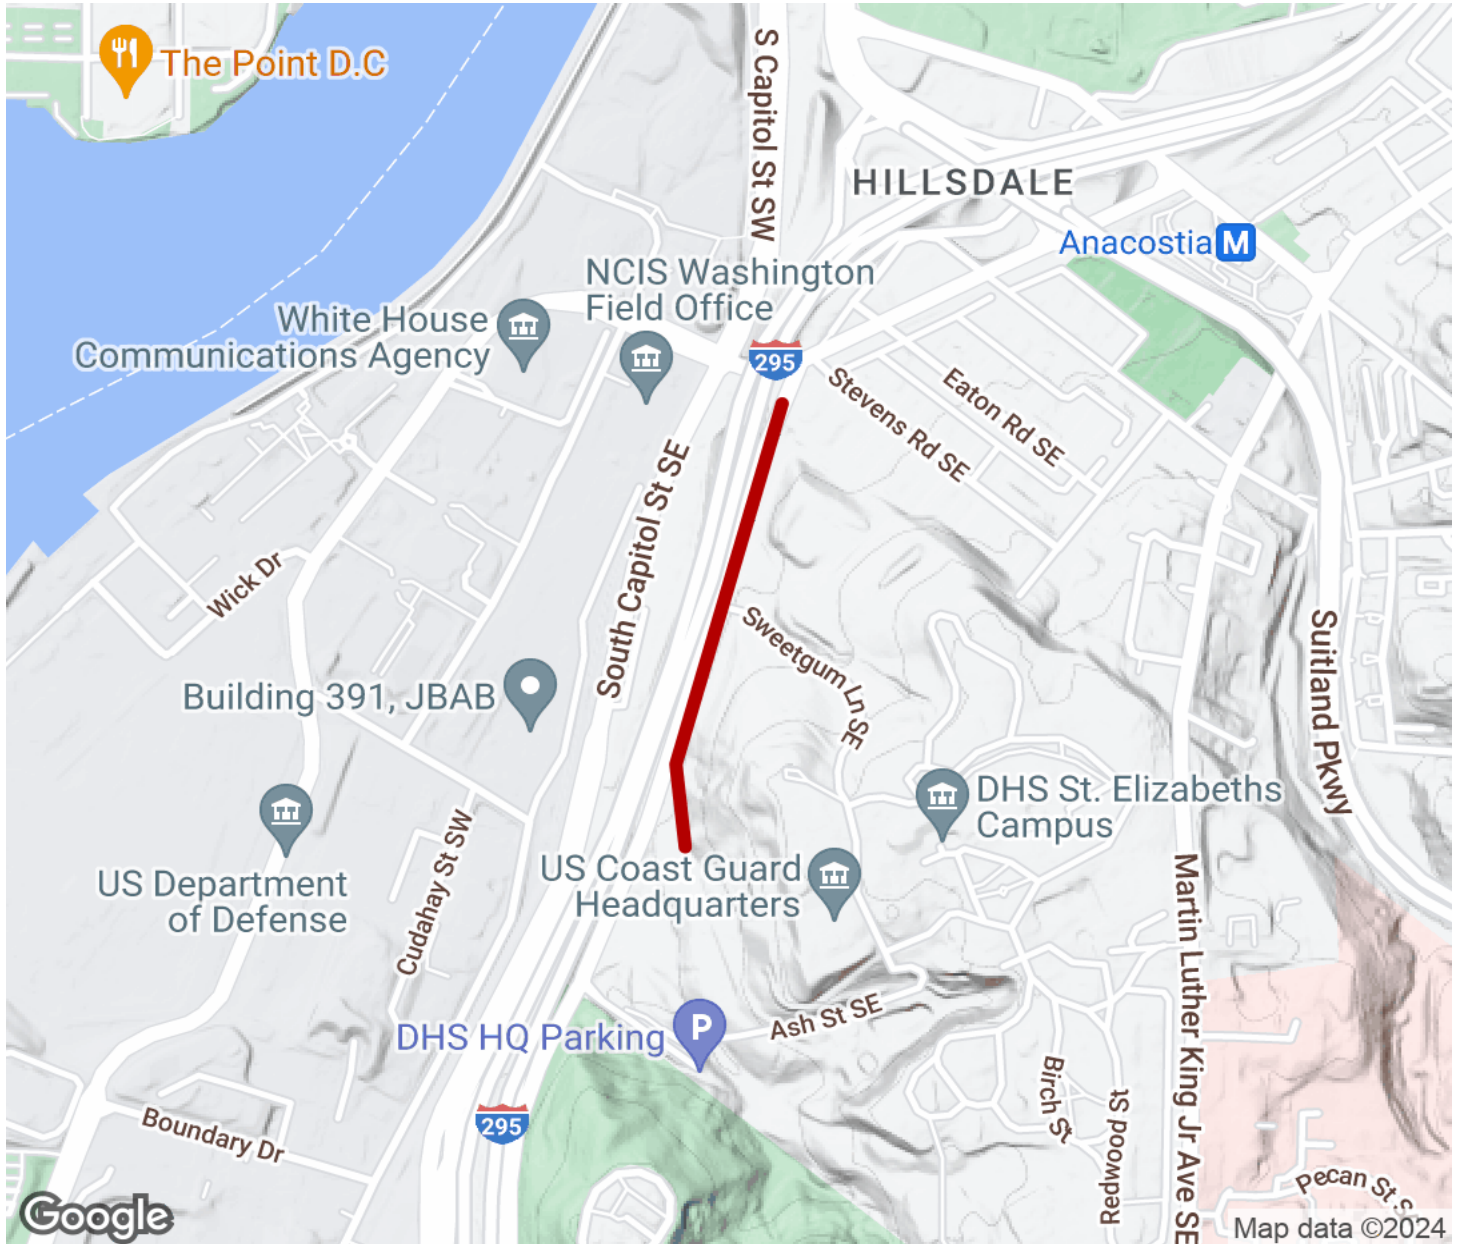 The Point D.C
S Capitol St SW
HILLSDALE
Anacostia
M
NCIS Washington
Field Office
White House
Communications Agency
295
Stevens Rd SE
Eaton Rd SE
South Capitol St SE
Wick Dr
Sweetgum Ln SE
Suitland Pkwy
Building 391, JBAB
DHS St. Elizabeths
Campus
US Coast Guard
Headquarters
US Department
of Defense
Cudahay St SW
Martin Luther King Jr Ave SE
Ash St SE
DHS HQ Parking
P
Birch St
Redwood St
295
Boundary Dr
Pecan St S
Google
Map data ©2024